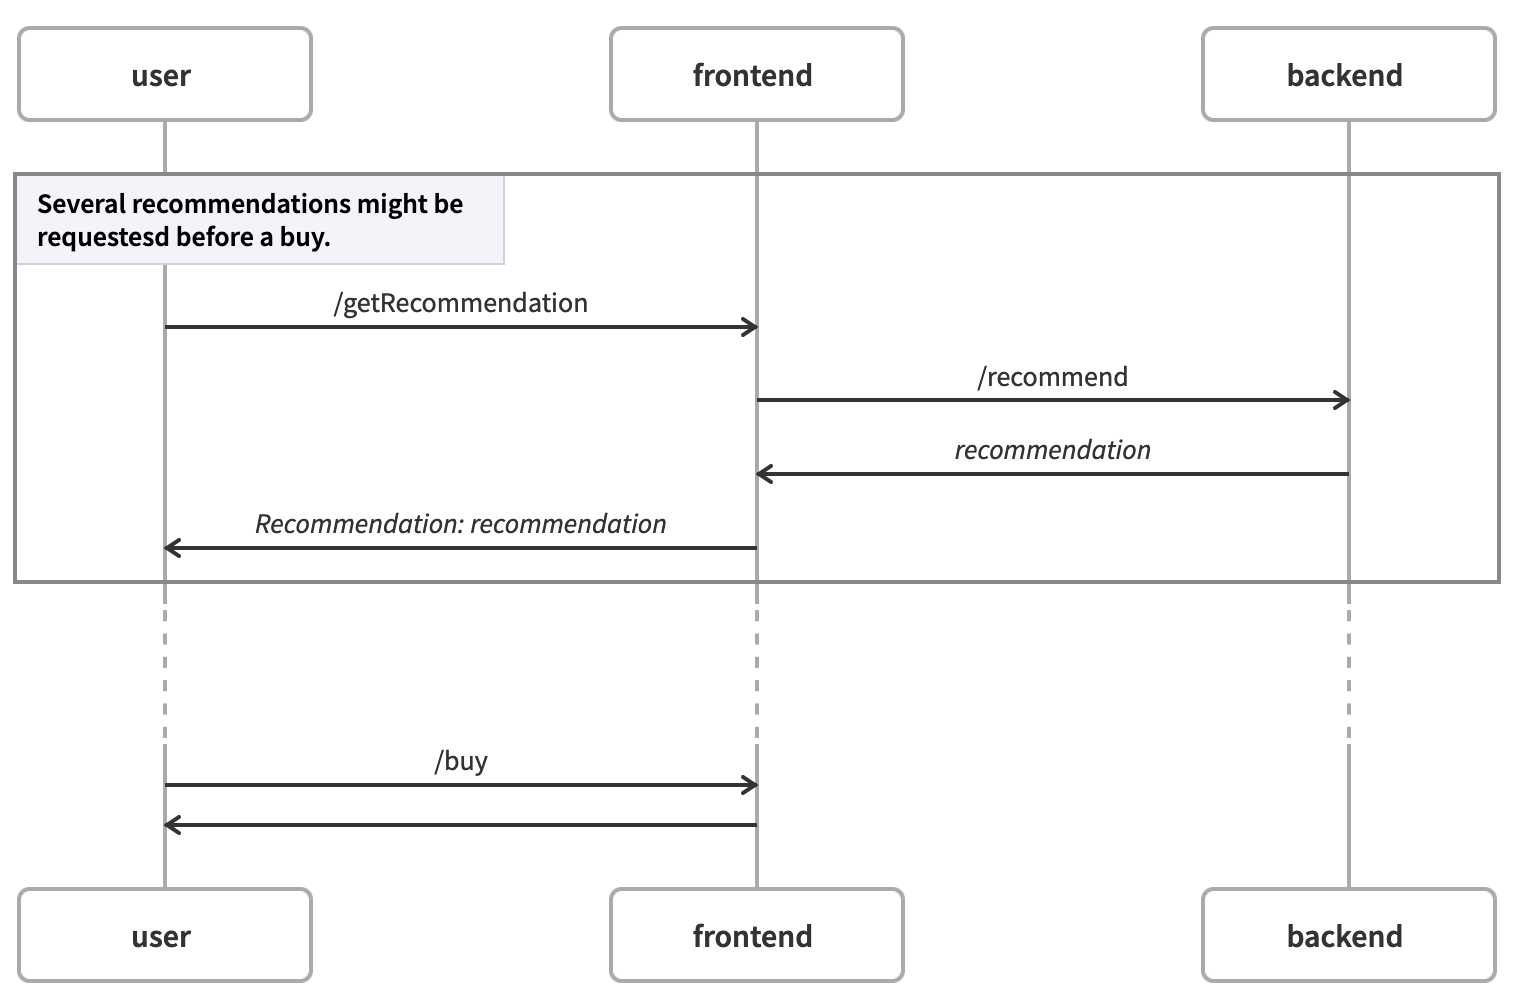 user
frontend
backend
Several recommendations might be
requestesd before a buy.
/getRecommendation
/recommend
recommendation
Recommendation: recommendation
/buy
user
frontend
backend